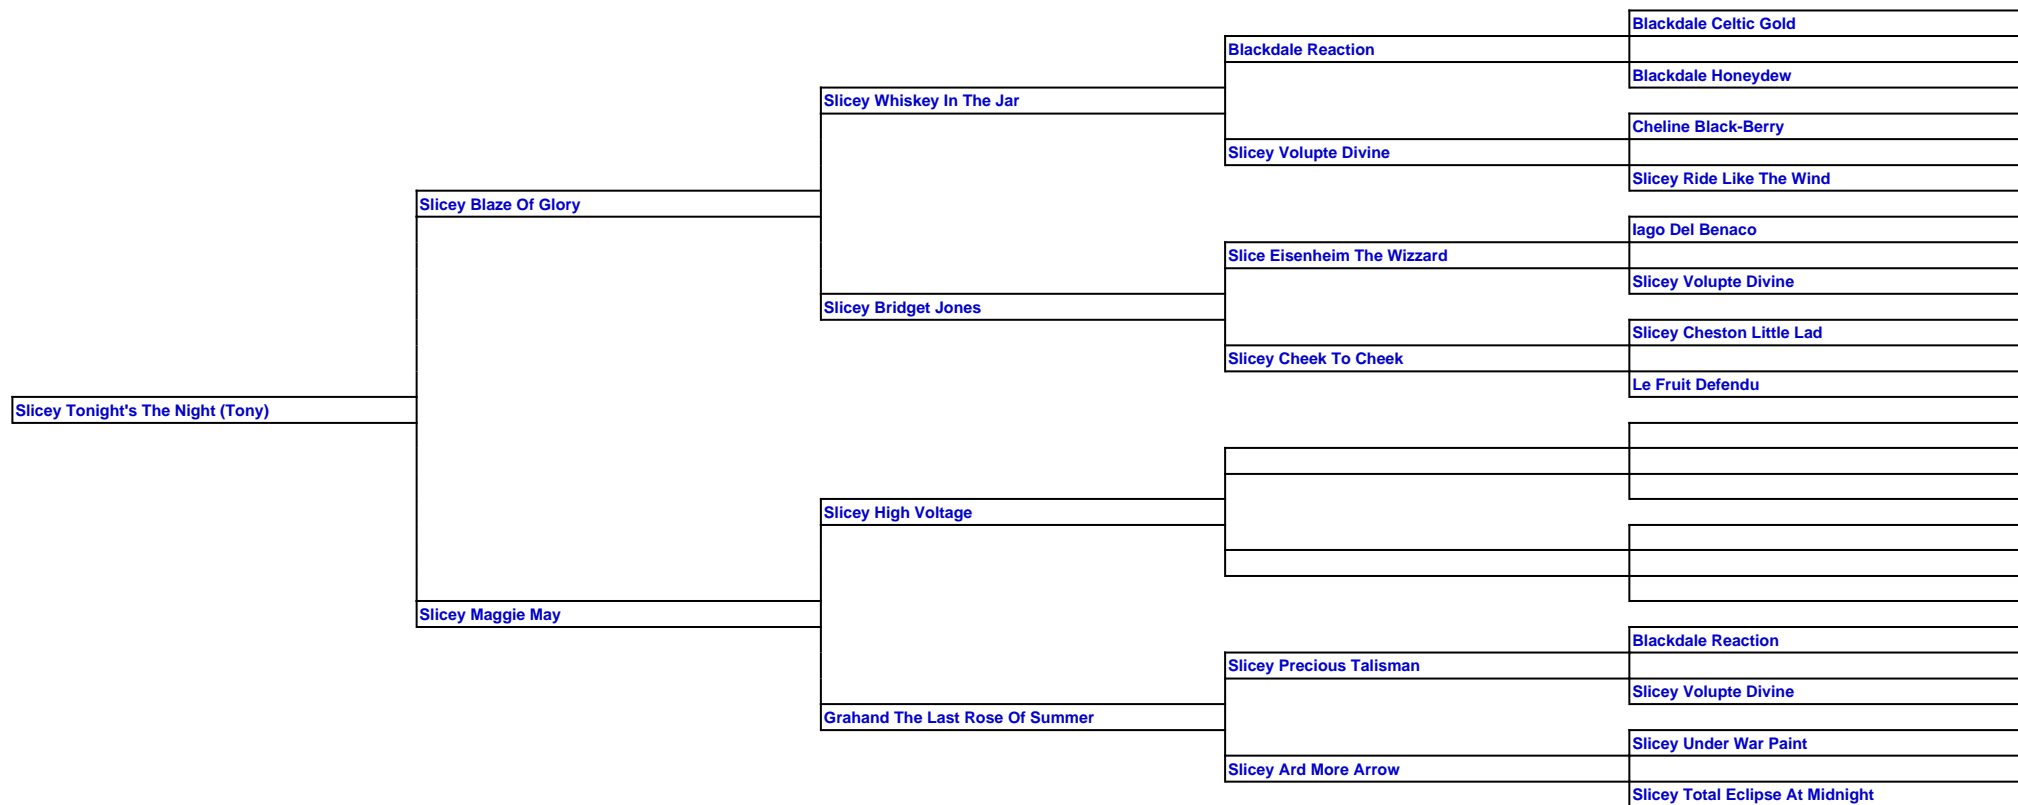 Blackdale Celtic Gold
Blackdale Reaction
Blackdale Honeydew
Slicey Whiskey In The Jar
Cheline Black-Berry
Slicey Volupte Divine
Slicey Ride Like The Wind
Slicey Blaze Of Glory
Iago Del Benaco
Slice Eisenheim The Wizzard
Slicey Volupte Divine
Slicey Bridget Jones
Slicey Cheston Little Lad
Slicey Cheek To Cheek
Le Fruit Defendu
Slicey Tonight's The Night (Tony)
Slicey High Voltage
Slicey Maggie May
Blackdale Reaction
Slicey Precious Talisman
Slicey Volupte Divine
Grahand The Last Rose Of Summer
Slicey Under War Paint
Slicey Ard More Arrow
Slicey Total Eclipse At Midnight